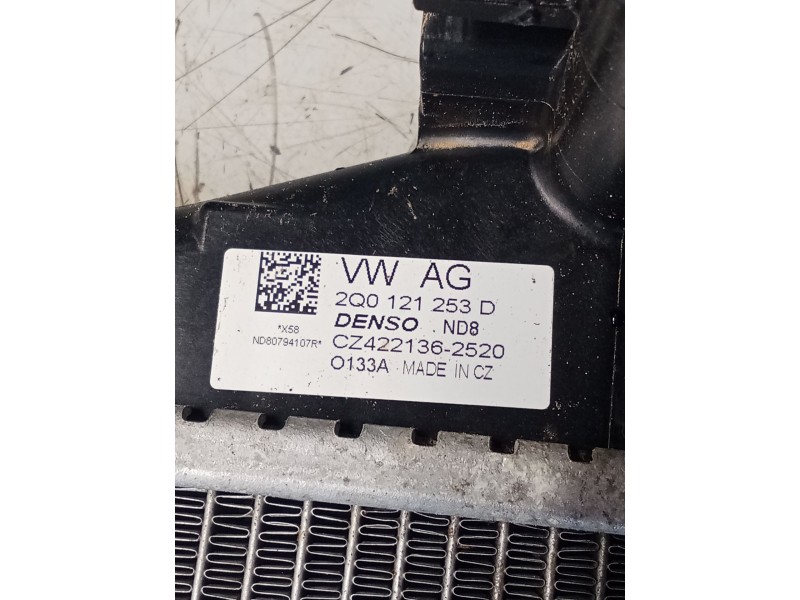 VW AG
2Q0 121 253 D
DENSO ND8
*X58
ND80794107R*
CZ422136-2520
O133A MADE IN CZ